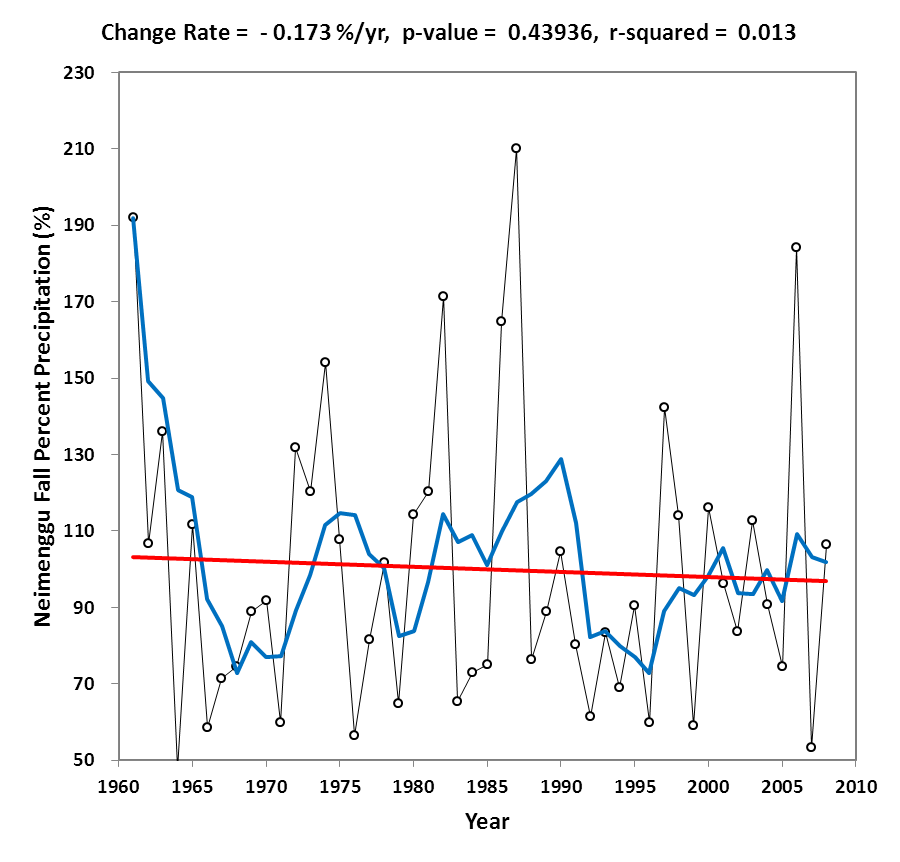 Change Rate = - 0.173 %/yr, p-value = 0.43936, r-squared = 0.013
Neimenggu Fall Percent Precipitation (%)
230
210
190
170
150
130
110
90
70
50
1960 1965 1970 1975 1980 1985 1990 1995 2000 2005 2010
Year